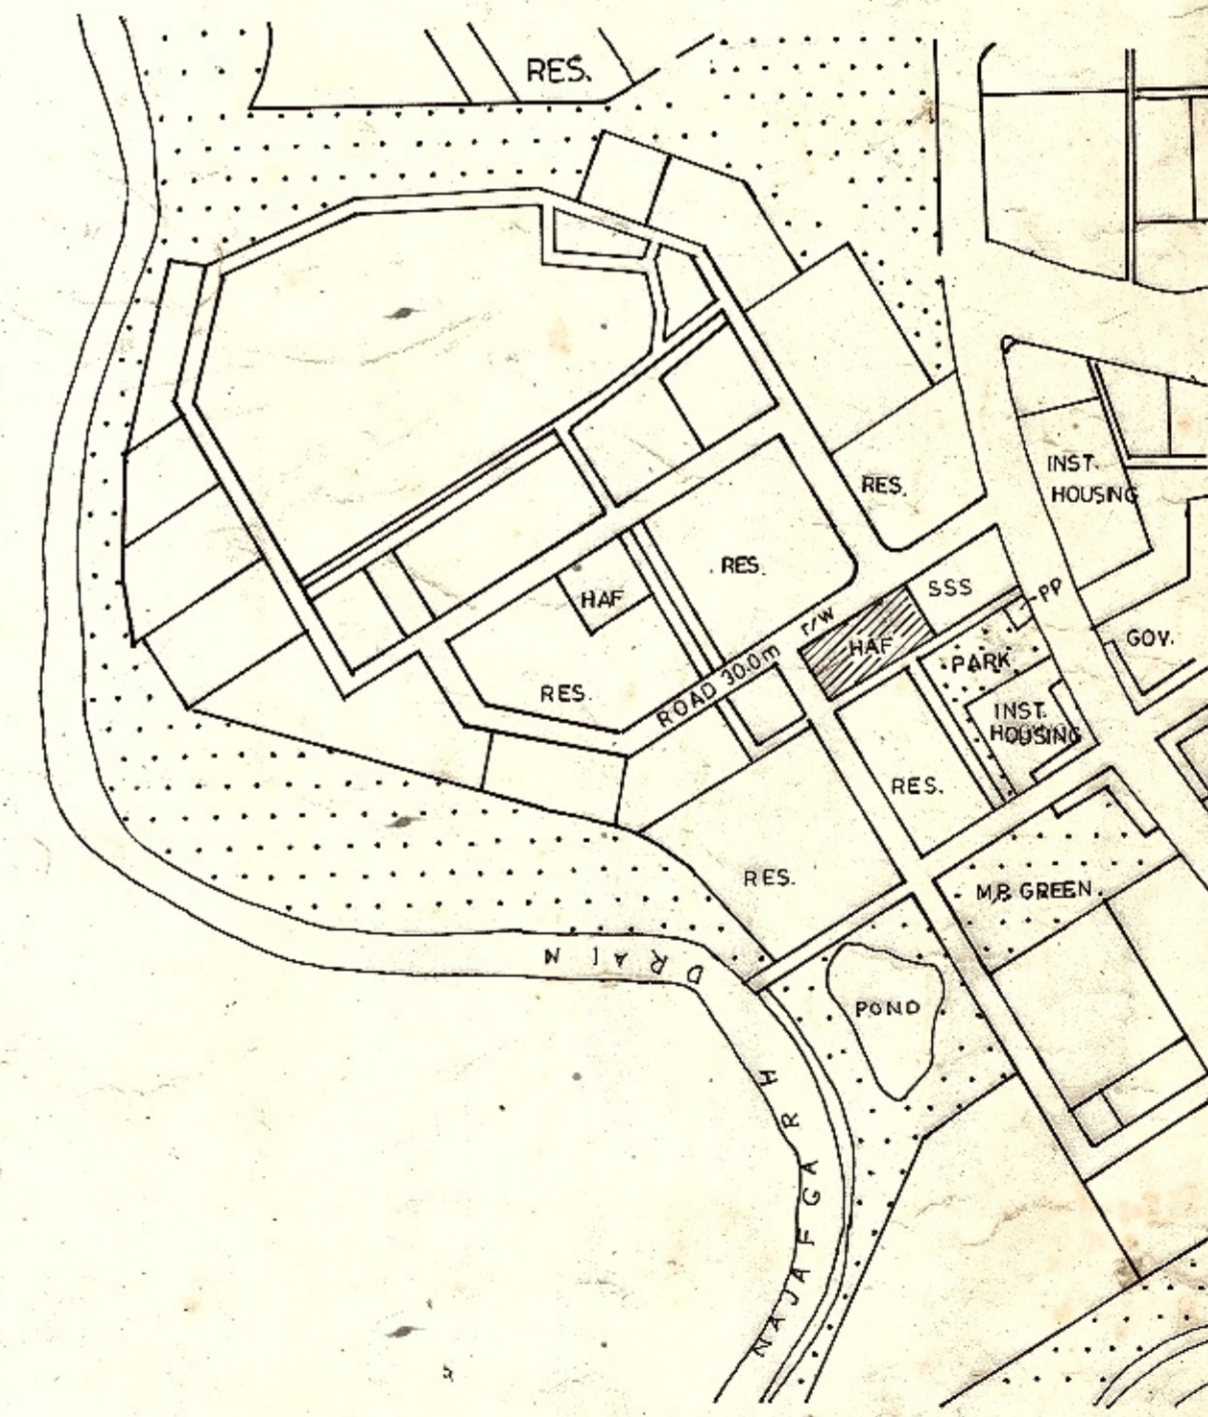 RES.
INST.
HOUSING
RES.
RES.
HAF
SSS
PP
r/w
HAF
GOV.
PARK
ROAD 30.0m
RES.
INST.
HOUSING
RES.
RES.
M.P. GREEN.
POND
NAJAFGARH DRAIN